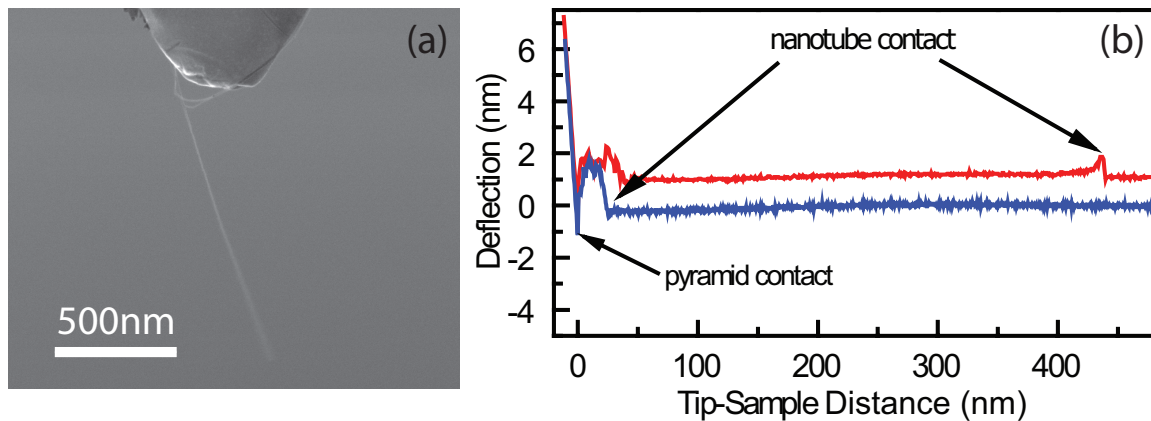 (a)
500nm
(b)
nanotube contact
pyramid contact
Deflection (nm)
6
4
2
0
-2
-4
0 100 200 300 400
Tip-Sample Distance (nm)